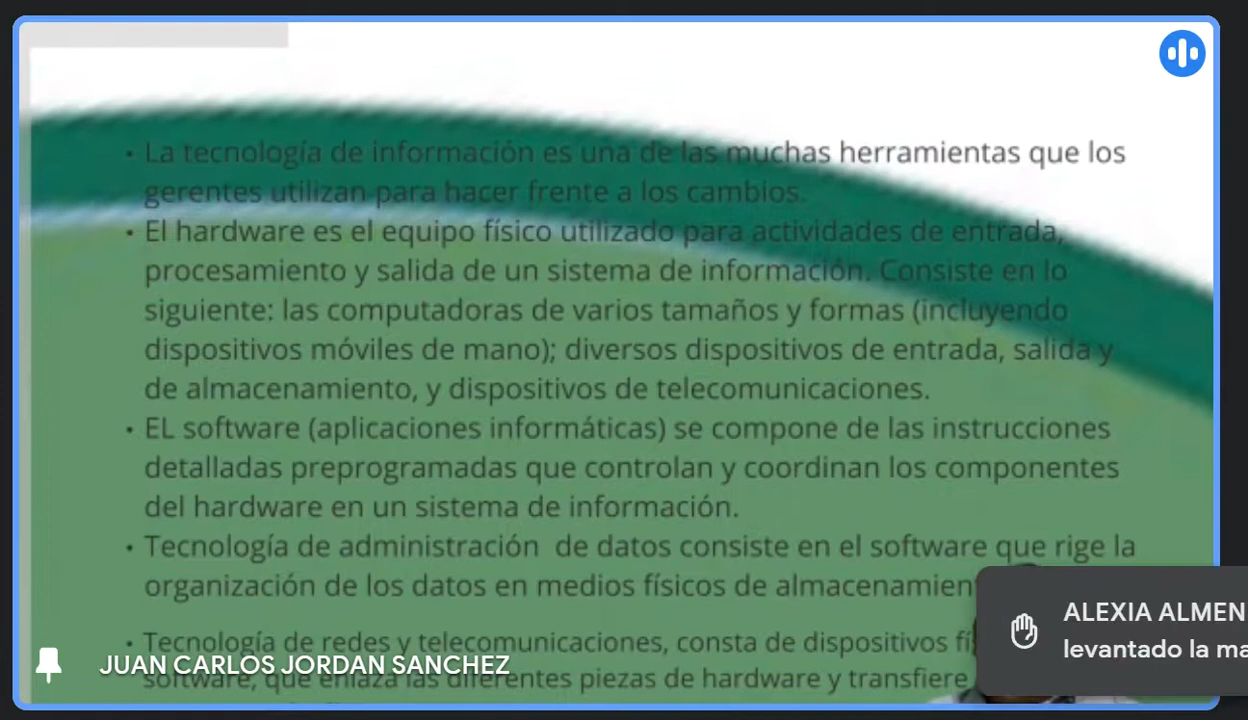 • La tecnología de información es una de las muchas herramientas que los
gerentes utilizan para hacer frente a los cambios.
• El hardware es el equipo físico utilizado para actividades de entrada,
procesamiento y salida de un sistema de información. Consiste en lo
siguiente: las computadoras de varios tamaños y formas (incluyendo
dispositivos móviles de mano); diversos dispositivos de entrada, salida y
de almacenamiento, y dispositivos de telecomunicaciones.
• EL software (aplicaciones informáticas) se compone de las instrucciones
detalladas preprogramadas que controlan y coordinan los componentes
del hardware en un sistema de información.
• Tecnología de administración de datos consiste en el software que rige la
organización de los datos en medios físicos de almacenamien
• Tecnología de redes y telecomunicaciones, consta de dispositivos fí
software, que enlaza las diferentes piezas de hardware y transfiere
JUAN CARLOS JORDAN SANCHEZ
ALEXIA ALMEN
levantado la ma